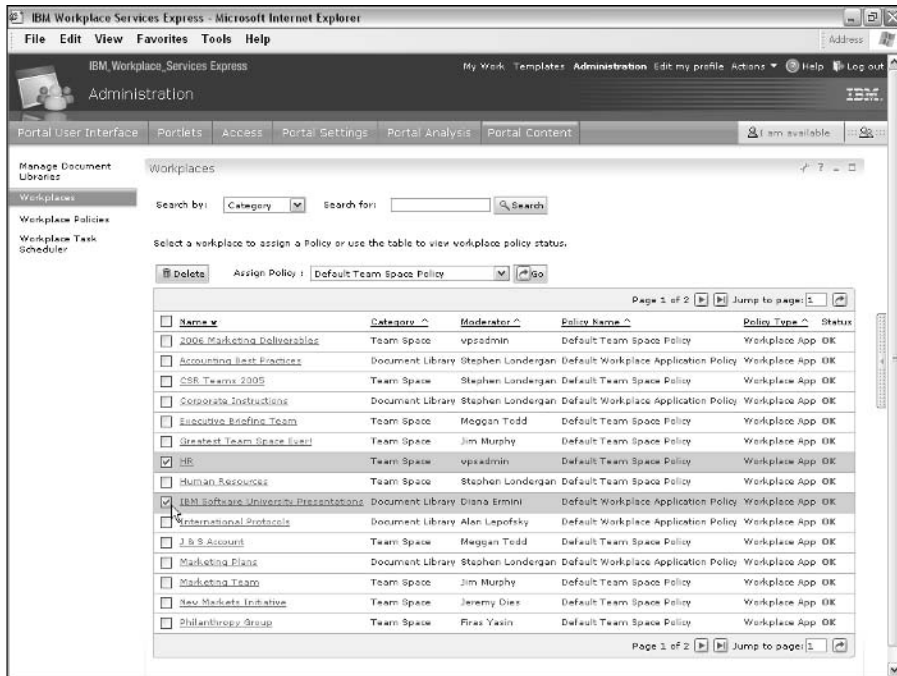 IBM Workplace Services Express - Microsoft Internet Explorer
File Edit View Favorites Tools Help Address
IBM_Workplace_Services Express My Work Templates Administration Edit my profile Actions Help Log out
Administration IBM.
Portal User Interface Portlets Access Portal Settings Portal Analysis Portal Content I am available
Manage Document Libraries
Workplaces
Workplace Policies
Workplace Task Scheduler
Workplaces
Search by: Category Search for: Search
Select a workplace to assign a Policy or use the table to view workplace policy status.
Delete Assign Policy : Default Team Space Policy Go
Page 1 of 2 Jump to page: 1
Name Category ^ Moderator ^ Policy Name ^ Policy Type ^ Status
2006 Marketing Deliverables Team Space vpsadmin Default Team Space Policy Workplace App OK
Accounting Best Practices Document Library Stephen Londergan Default Workplace Application Policy Workplace App OK
CSR Teams 2005 Team Space Stephen Londergan Default Team Space Policy Workplace App OK
Corporate Instructions Document Library Stephen Londergan Default Workplace Application Policy Workplace App OK
Executive Briefing Team Team Space Meggan Todd Default Team Space Policy Workplace App OK
Greatest Team Space Ever! Team Space Jim Murphy Default Team Space Policy Workplace App OK
HR Team Space vpsadmin Default Team Space Policy Workplace App OK
Human Resources Team Space Stephen Londergan Default Team Space Policy Workplace App OK
IBM Software University Presentations Document Library Diana Ermini Default Workplace Application Policy Workplace App OK
International Protocols Document Library Alan Lepofsky Default Workplace Application Policy Workplace App OK
J & S Account Team Space Meggan Todd Default Team Space Policy Workplace App OK
Marketing Plans Document Library Stephen Londergan Default Workplace Application Policy Workplace App OK
Marketing Team Team Space Jim Murphy Default Team Space Policy Workplace App OK
New Markets Initiative Team Space Jeremy Dies Default Team Space Policy Workplace App OK
Philanthropy Group Team Space Firas Yasin Default Team Space Policy Workplace App OK
Page 1 of 2 Jump to page: 1